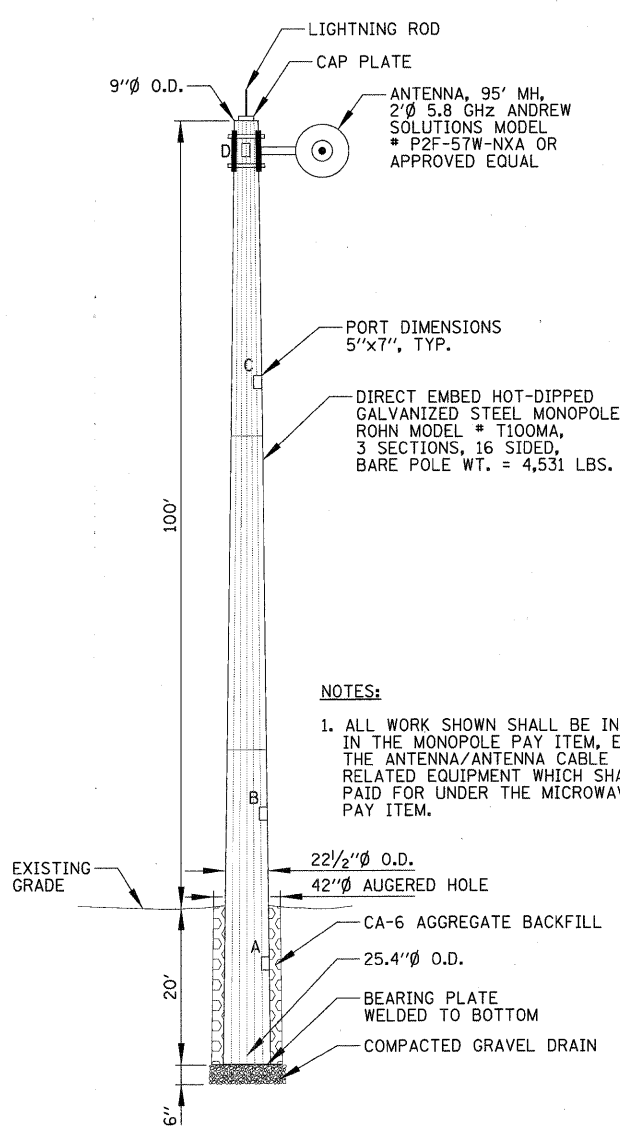 LIGHTNING ROD
CAP PLATE
9"Ø O.D.
ANTENNA, 95' MH,
2'Ø 5.8 GHz ANDREW
SOLUTIONS MODEL
# P2F-57W-NXA OR
APPROVED EQUAL
D
PORT DIMENSIONS
5"x7", TYP.
C
DIRECT EMBED HOT-DIPPED
GALVANIZED STEEL MONOPOLE
ROHN MODEL # T100MA,
3 SECTIONS, 16 SIDED,
BARE POLE WT. = 4,531 LBS.
100'
NOTES:
1. ALL WORK SHOWN SHALL BE IN
IN THE MONOPOLE PAY ITEM, E
THE ANTENNA/ANTENNA CABLE
RELATED EQUIPMENT WHICH SHA
PAID FOR UNDER THE MICROWAV
PAY ITEM.
B
22½"Ø O.D.
EXISTING
GRADE
42"Ø AUGERED HOLE
CA-6 AGGREGATE BACKFILL
A
25.4"Ø O.D.
20'
BEARING PLATE
WELDED TO BOTTOM
COMPACTED GRAVEL DRAIN
6"